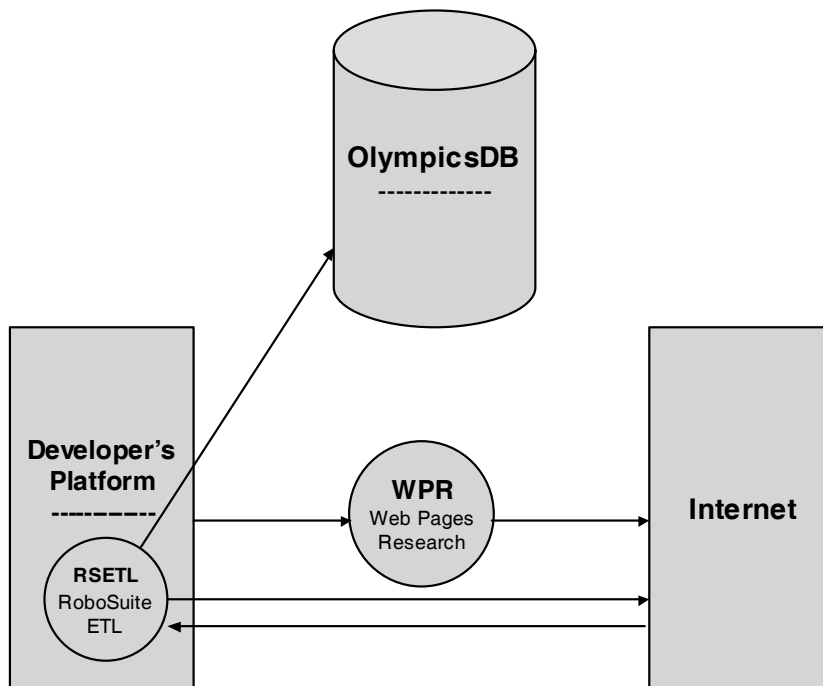 OlympicsDB
-------------
Developer's
Platform
-------------
WPR
Web Pages
Research
Internet
RSETL
RoboSuite
ETL